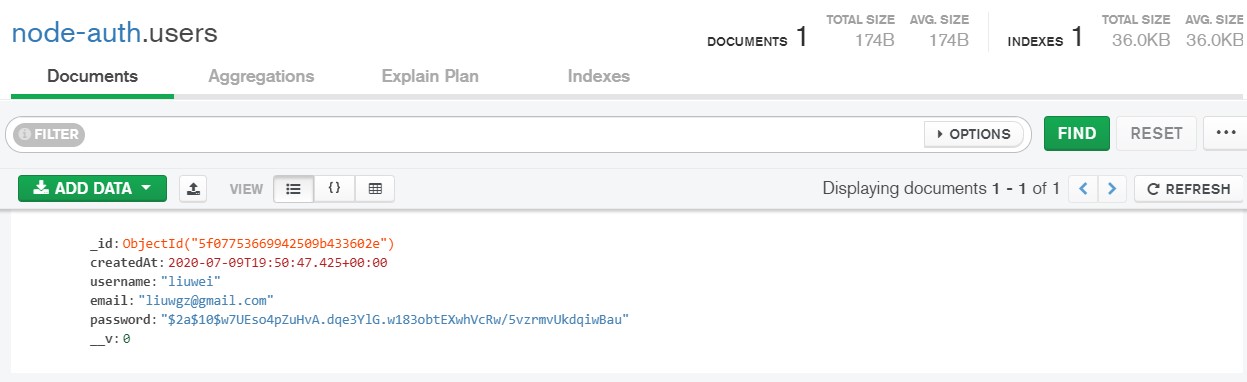 node-auth.users
DOCUMENTS 1 TOTAL SIZE 174B AVG. SIZE 174B INDEXES 1 TOTAL SIZE 36.0KB AVG. SIZE 36.0KB
Documents Aggregations Explain Plan Indexes
FILTER OPTIONS FIND RESET ...
ADD DATA VIEW {} Displaying documents 1 - 1 of 1 < > REFRESH
_id: ObjectId("5f07753669942509b433602e")
createdAt: 2020-07-09T19:50:47.425+00:00
username: "liuwei"
email: "liuwgz@gmail.com"
password: "$2a$10$w7UEso4pZuHvA.dqe3YlG.w183obtEXwhVcRw/5vzrmvUkdqiwBau"
__v: 0